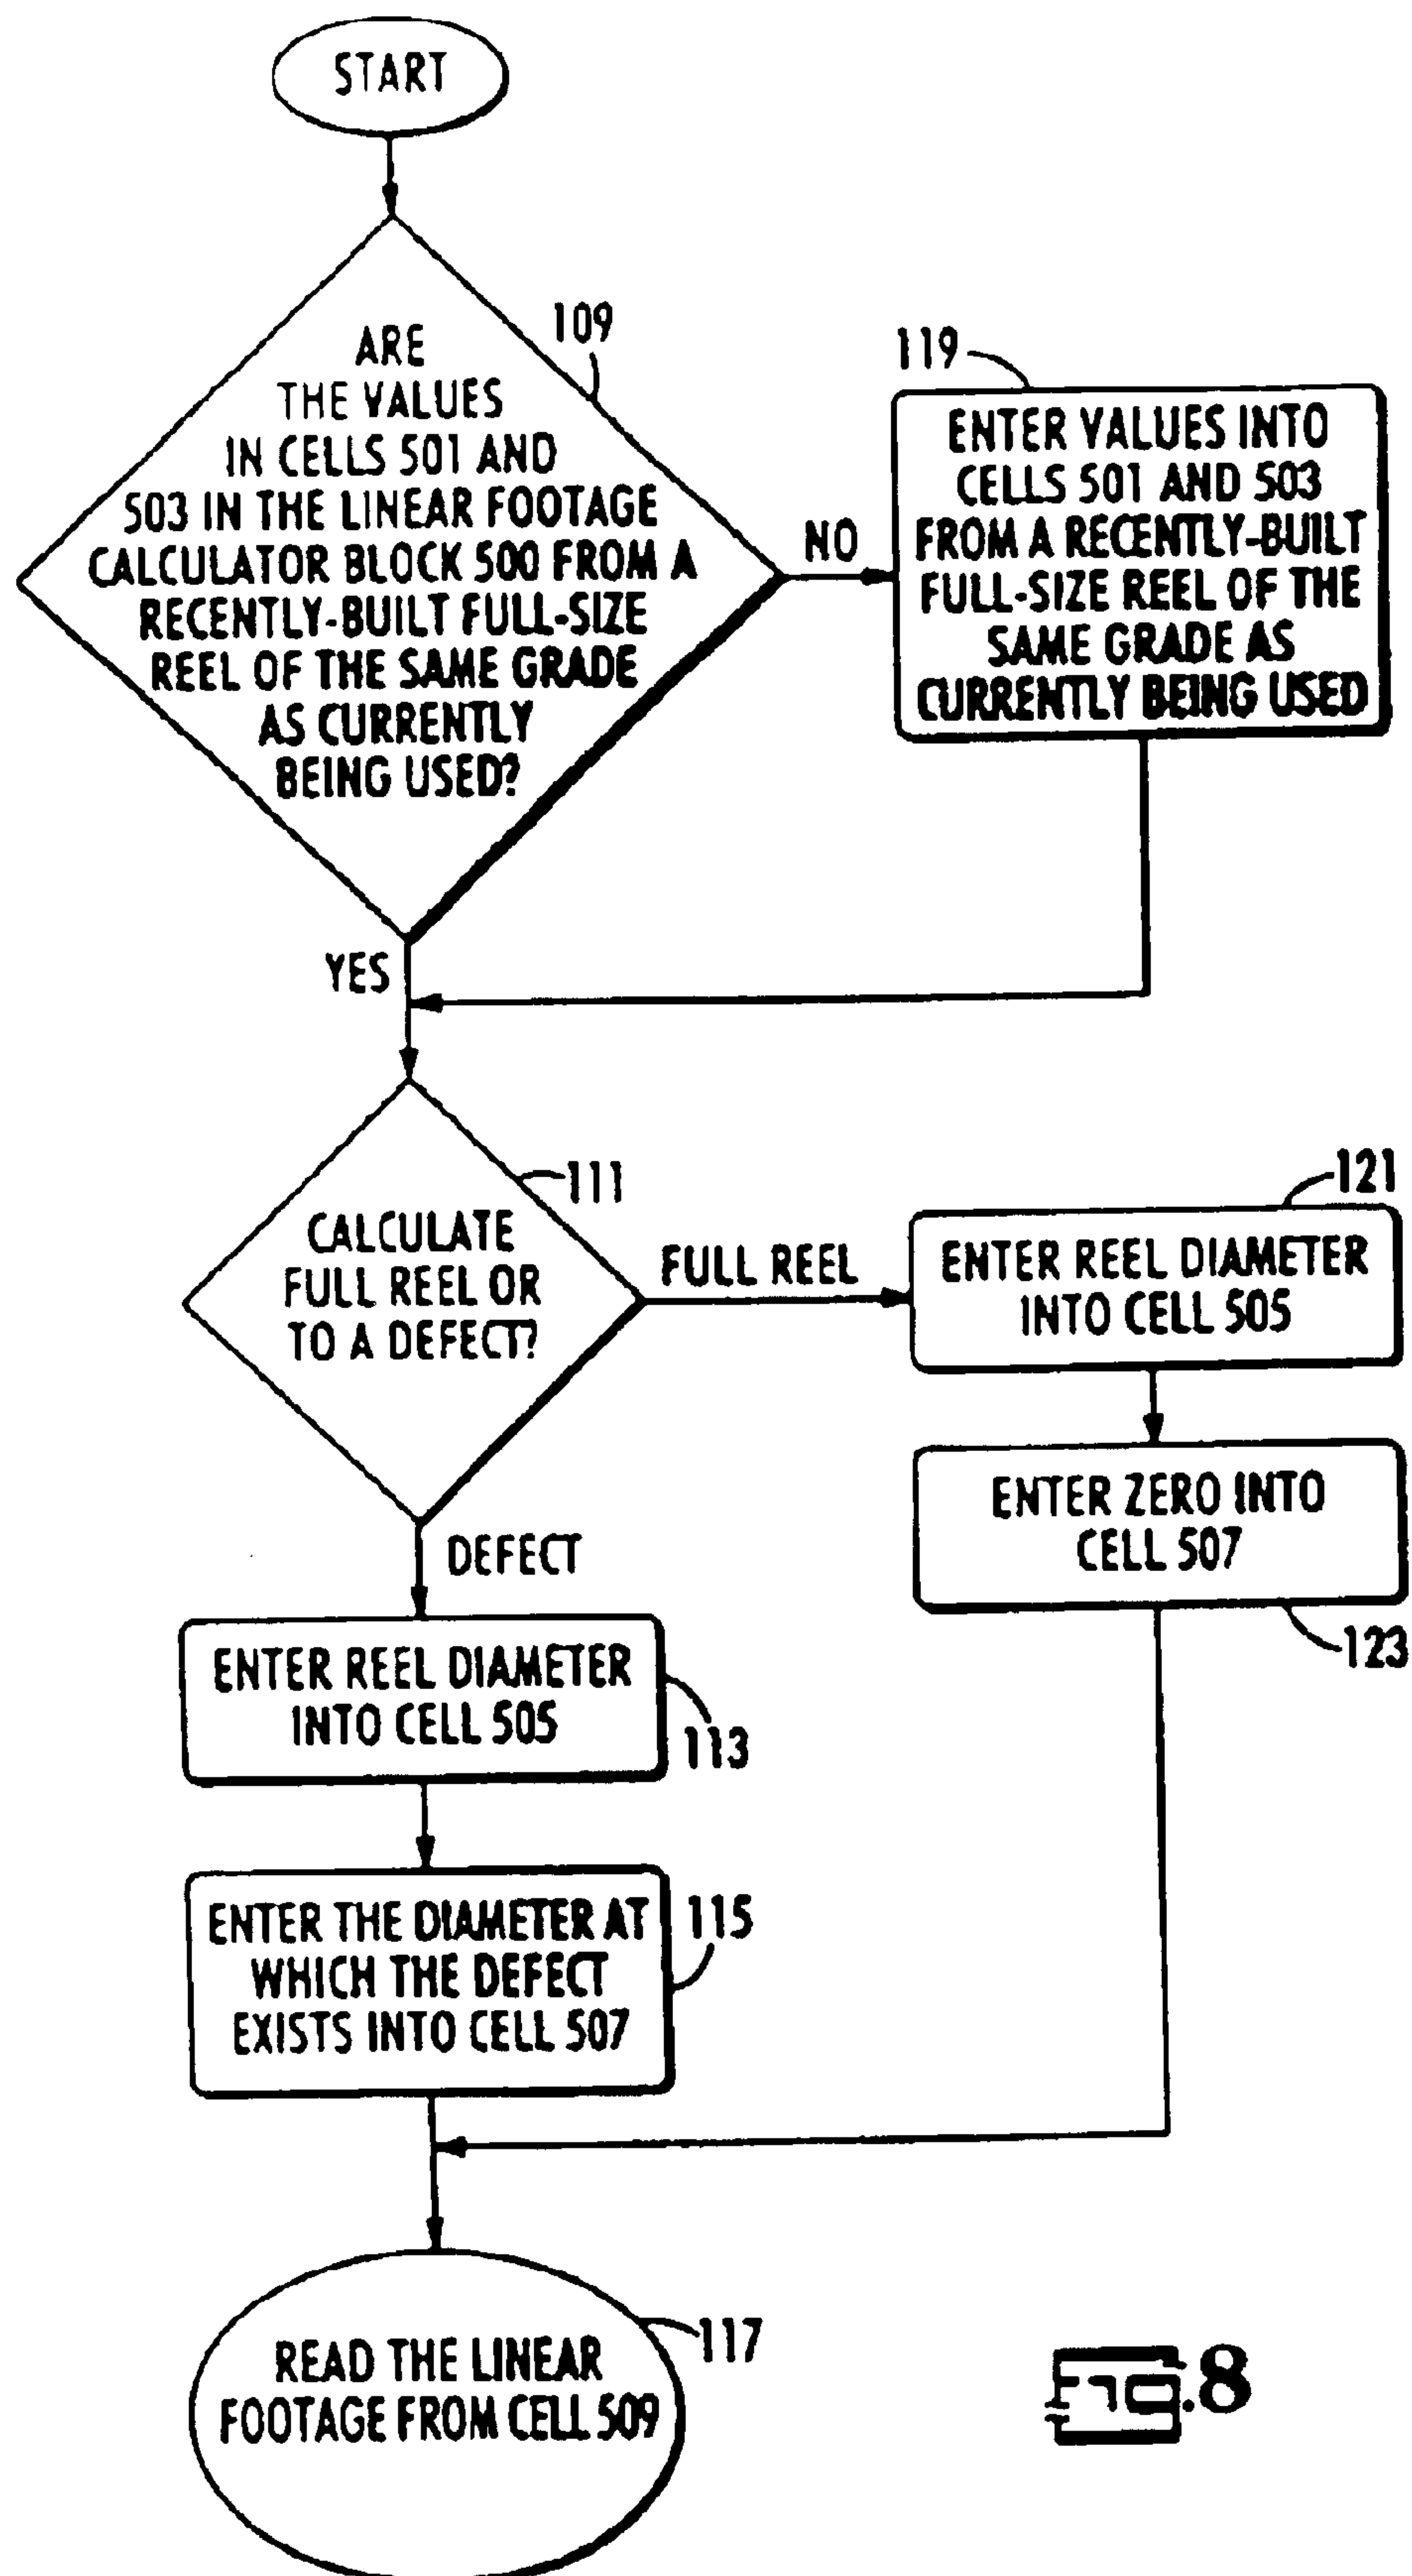 START
109
ARE
THE VALUES
IN CELLS 501 AND
503 IN THE LINEAR FOOTAGE
CALCULATOR BLOCK 500 FROM A
RECENTLY-BUILT FULL-SIZE
REEL OF THE SAME GRADE
AS CURRENTLY
BEING USED?
NO
119
ENTER VALUES INTO
CELLS 501 AND 503
FROM A RECENTLY-BUILT
FULL-SIZE REEL OF THE
SAME GRADE AS
CURRENTLY BEING USED
YES
111
CALCULATE
FULL REEL OR
TO A DEFECT?
FULL REEL
121
ENTER REEL DIAMETER
INTO CELL 505
ENTER ZERO INTO
CELL 507
123
DEFECT
ENTER REEL DIAMETER
INTO CELL 505
113
ENTER THE DIAMETER AT
WHICH THE DEFECT
EXISTS INTO CELL 507
115
READ THE LINEAR
FOOTAGE FROM CELL 509
117
FIG.8